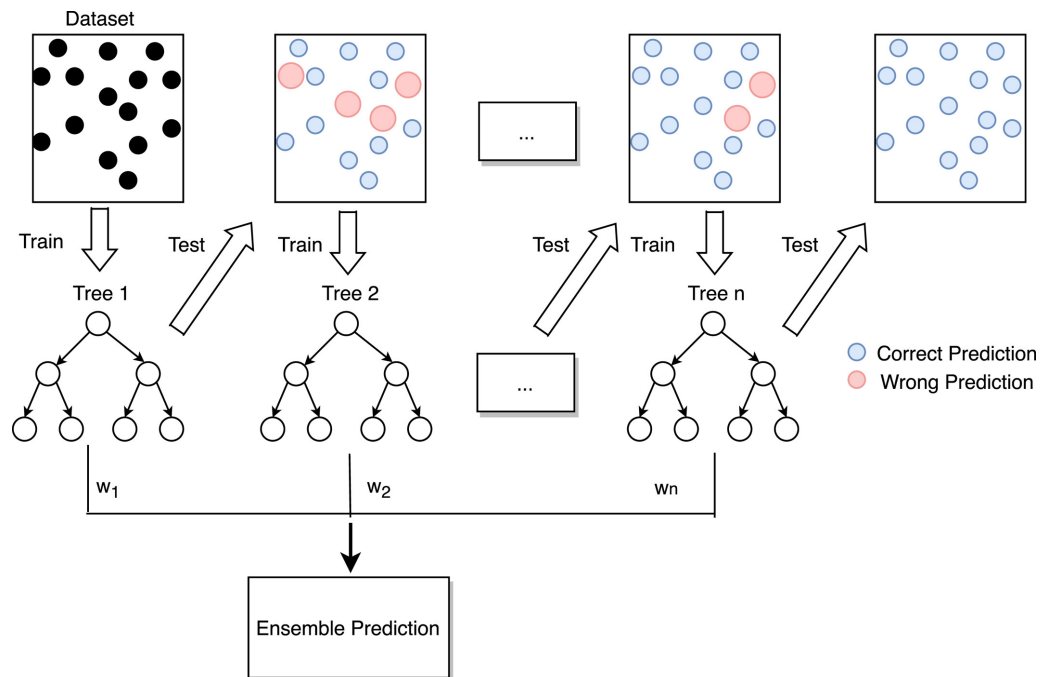 Dataset
...
Train
Test
Train
Test
Train
Test
Tree 1
Tree 2
Tree n
...
Correct Prediction
Wrong Prediction
w1
w2
wn
Ensemble Prediction